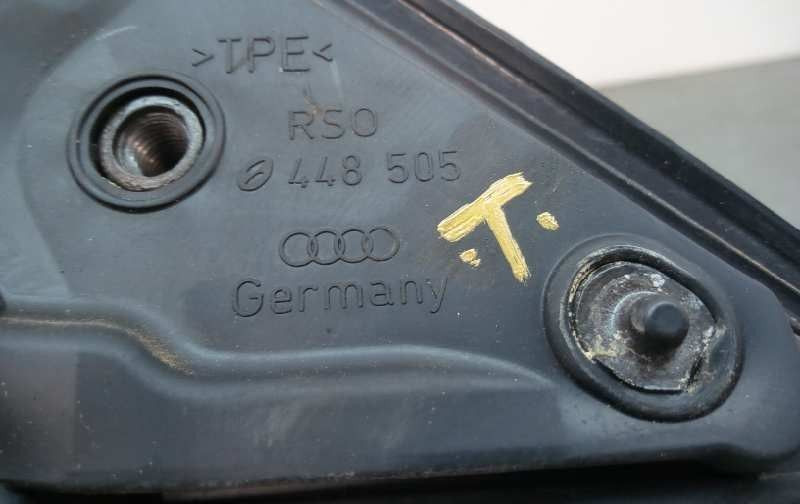 >TPE<
RSO
448 505
.T.
Germany